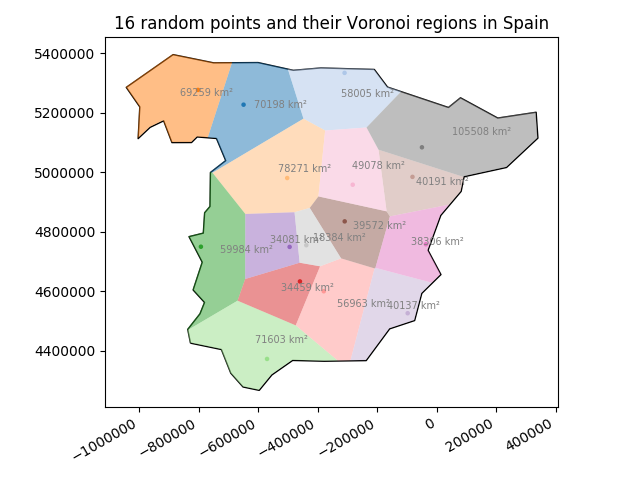 16 random points and their Voronoi regions in Spain
5400000
5200000
5000000
4800000
4600000
4400000
69259 km²
70198 km²
58005 km²
105508 km²
78271 km²
49078 km²
40191 km²
39572 km²
34081 km²
18384 km²
38206 km²
59984 km²
34459 km²
56963 km²
40137 km²
71603 km²
−1000000
−800000
−600000
−400000
−200000
0
200000
400000